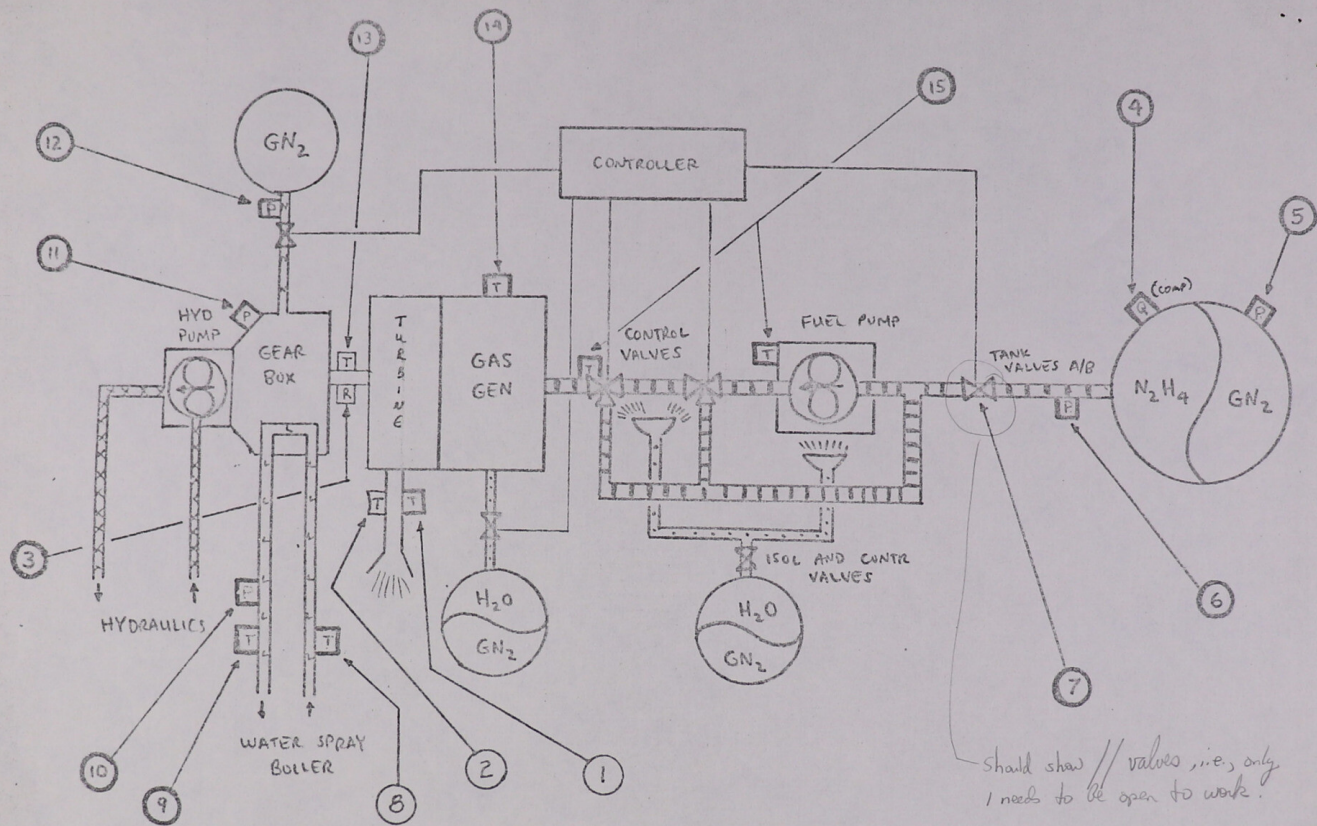 14
13
15
4
5
12
GN₂
CONTROLLER
P
11
P
T
Q
(COMP)
HYD
PUMP
GEAR
BOX
T
R
TURBINE
GAS
GEN
T
CONTROL
VALVES
T
FUEL PUMP
TANK
VALVES A/B
P
N₂H₄
GN₂
3
T
T
ISOL AND CONTR
VALVES
6
HYDRAULICS
P
T
T
H₂O
GN₂
H₂O
GN₂
7
WATER SPRAY
BOILER
10
9
8
2
1
should show // valves, i.e., only
1 needs to be open to work.